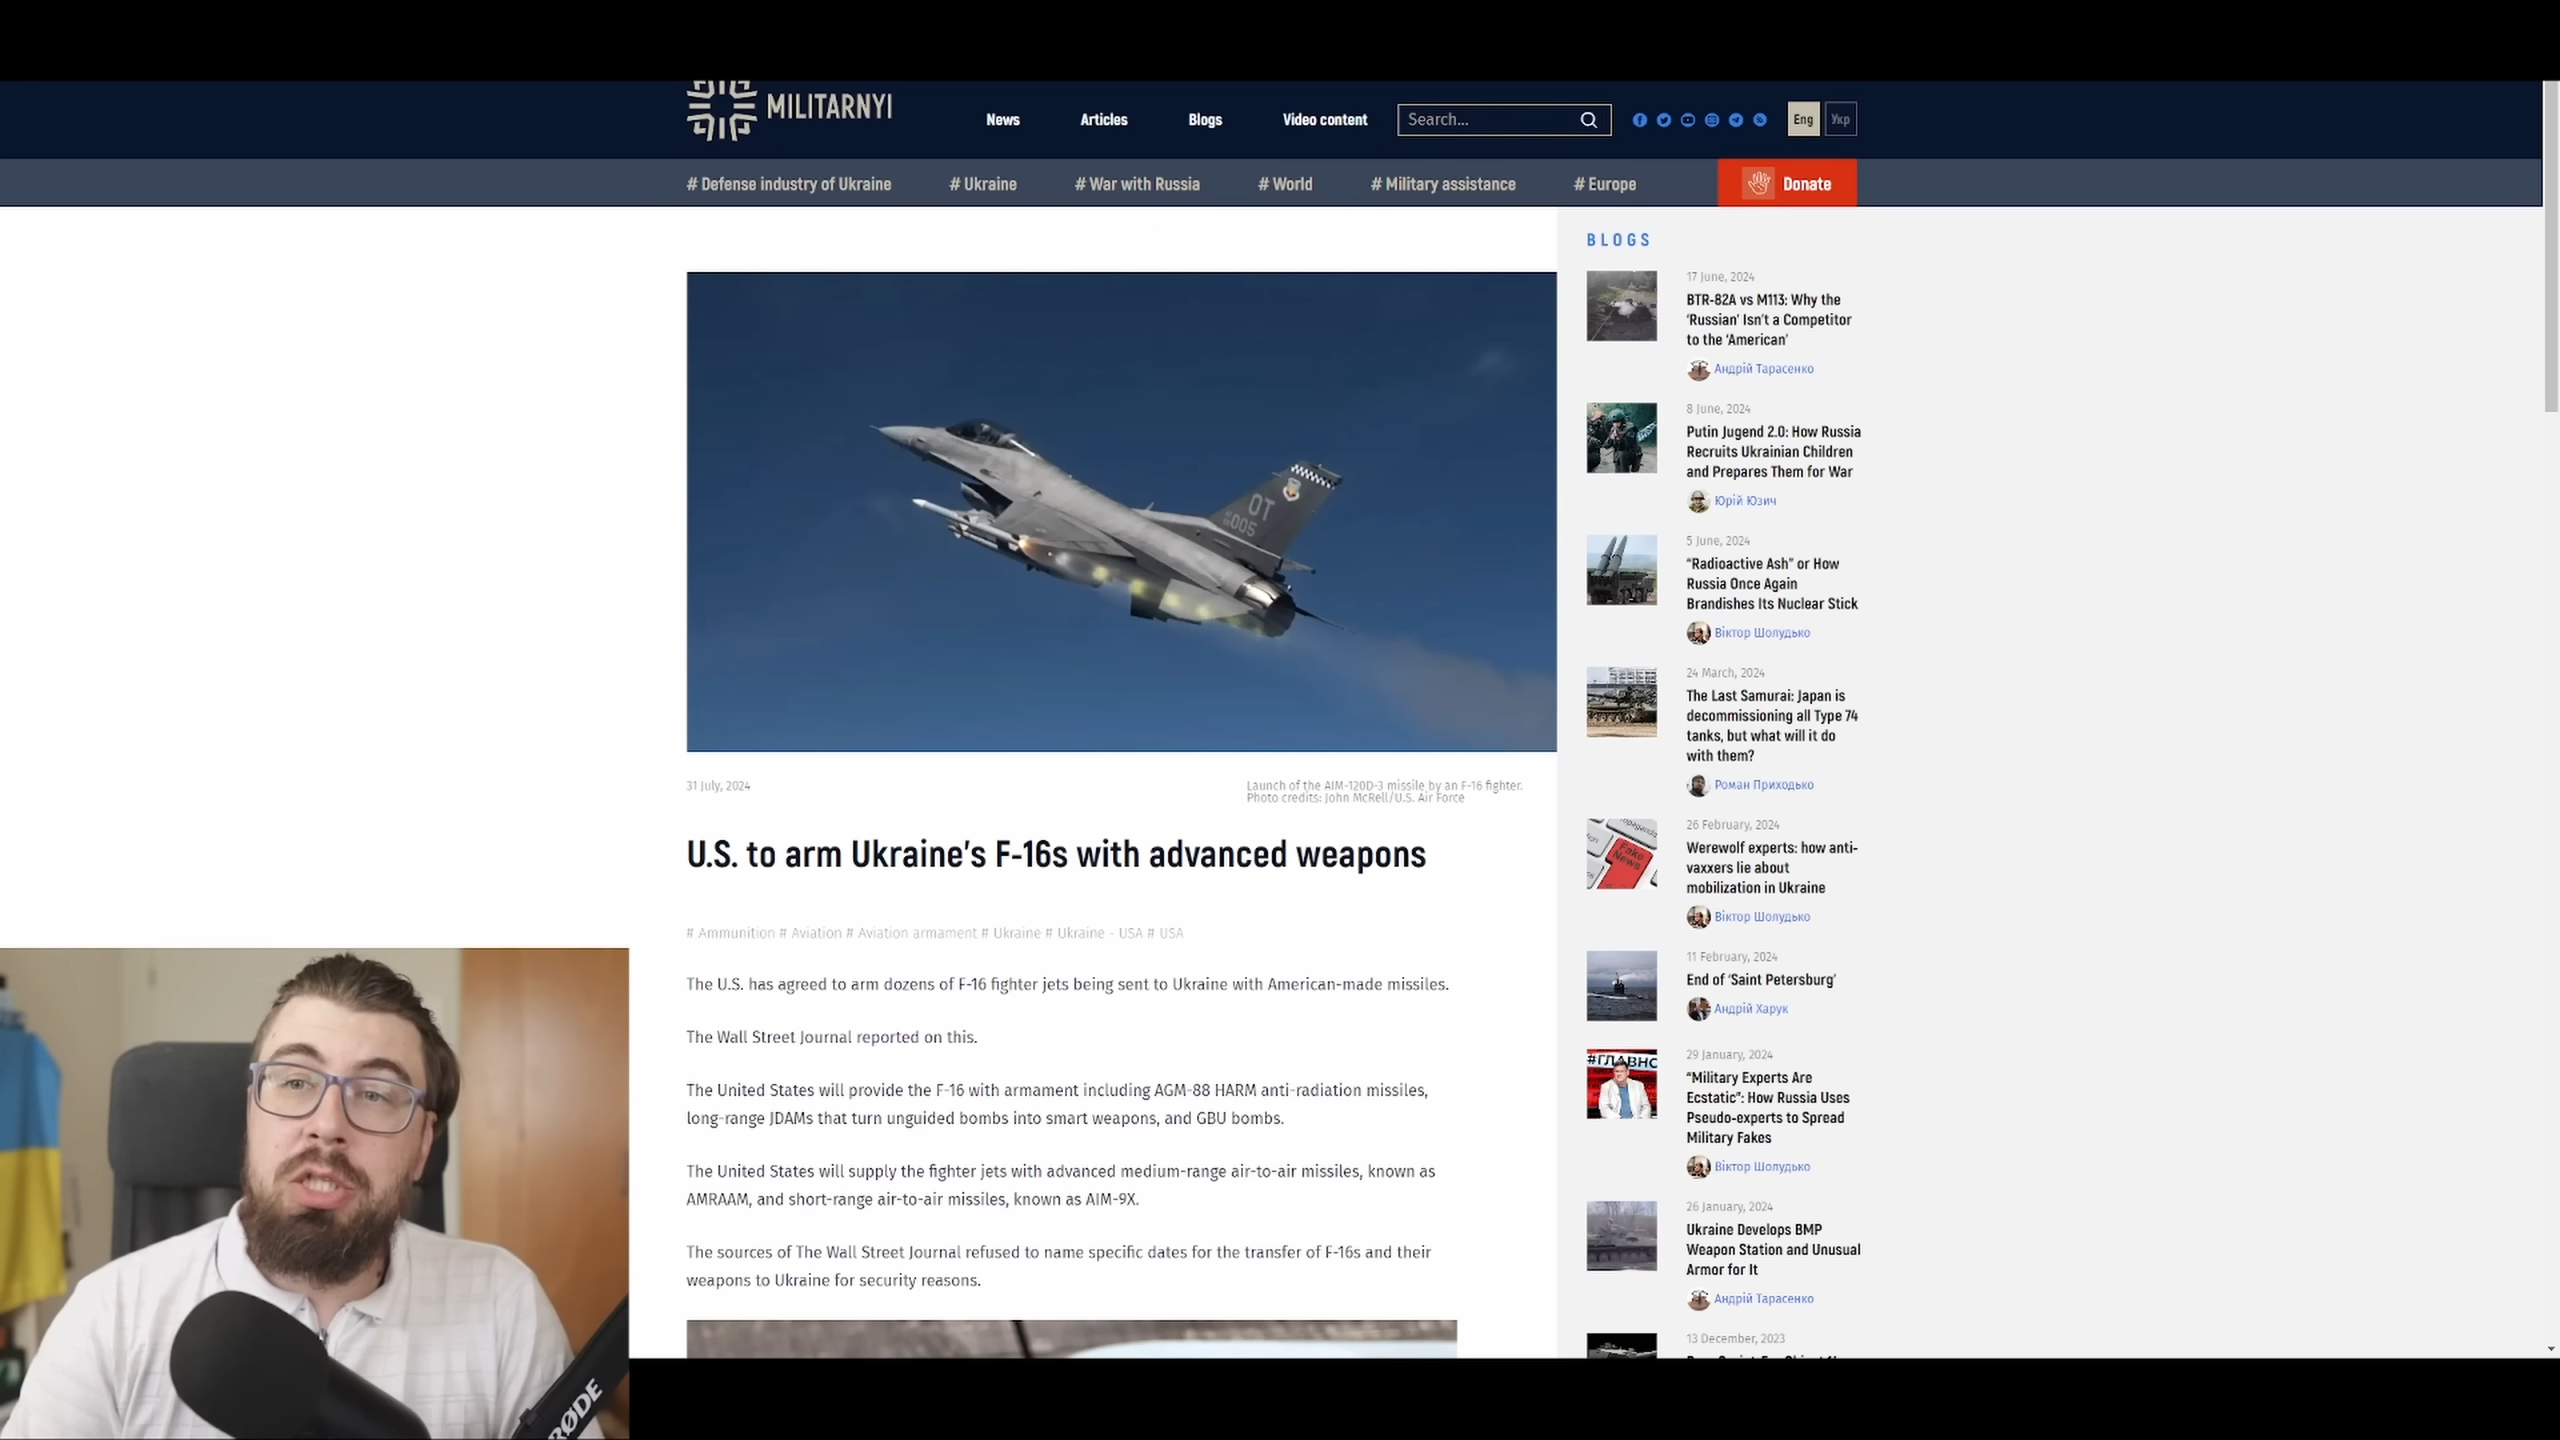 MILITARNYI
News
Articles
Blogs
Video content
Search...
Eng
Укр
# Defense industry of Ukraine
# Ukraine
# War with Russia
# World
# Military assistance
# Europe
Donate
OT
005
31 July, 2024
Launch of the AIM-120D-3 missile by an F-16 fighter.
Photo credits: John McRell/U.S. Air Force
U.S. to arm Ukraine's F-16s with advanced weapons
# Ammunition # Aviation # Aviation armament # Ukraine # Ukraine - USA # USA
The U.S. has agreed to arm dozens of F-16 fighter jets being sent to Ukraine with American-made missiles.
The Wall Street Journal reported on this.
The United States will provide the F-16 with armament including AGM-88 HARM anti-radiation missiles,
long-range JDAMs that turn unguided bombs into smart weapons, and GBU bombs.
The United States will supply the fighter jets with advanced medium-range air-to-air missiles, known as
AMRAAM, and short-range air-to-air missiles, known as AIM-9X.
The sources of The Wall Street Journal refused to name specific dates for the transfer of F-16s and their
weapons to Ukraine for security reasons.
BLOGS
17 June, 2024
BTR-82A vs M113: Why the
'Russian' Isn't a Competitor
to the 'American'
Андрій Тарасенко
8 June, 2024
Putin Jugend 2.0: How Russia
Recruits Ukrainian Children
and Prepares Them for War
Юрій Юзич
5 June, 2024
"Radioactive Ash" or How
Russia Once Again
Brandishes Its Nuclear Stick
Віктор Шолудько
24 March, 2024
The Last Samurai: Japan is
decommissioning all Type 74
tanks, but what will it do
with them?
Роман Приходько
26 February, 2024
Fake
News
Werewolf experts: how anti-
vaxxers lie about
mobilization in Ukraine
Віктор Шолудько
11 February, 2024
End of 'Saint Petersburg'
Андрій Харук
29 January, 2024
#ГЛАВНО
"Military Experts Are
Ecstatic": How Russia Uses
Pseudo-experts to Spread
Military Fakes
Віктор Шолудько
26 January, 2024
Ukraine Develops BMP
Weapon Station and Unusual
Armor for It
Андрій Тарасенко
13 December, 2023
RØDE